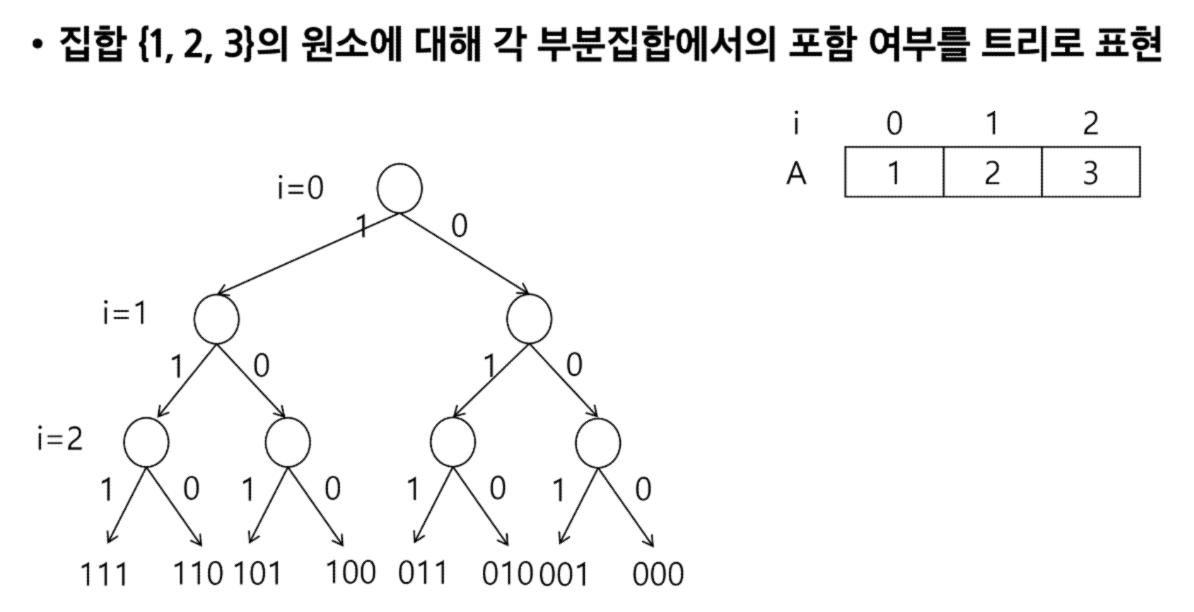 • 집합 {1, 2, 3}의 원소에 대해 각 부분집합에서의 포함 여부를 트리로 표현
i 0 1 2
A 1 2 3
i=0
1 0
i=1
1 0 1 0
i=2
1 0 1 0 1 0 1 0
111 110 101 100 011 010 001 000